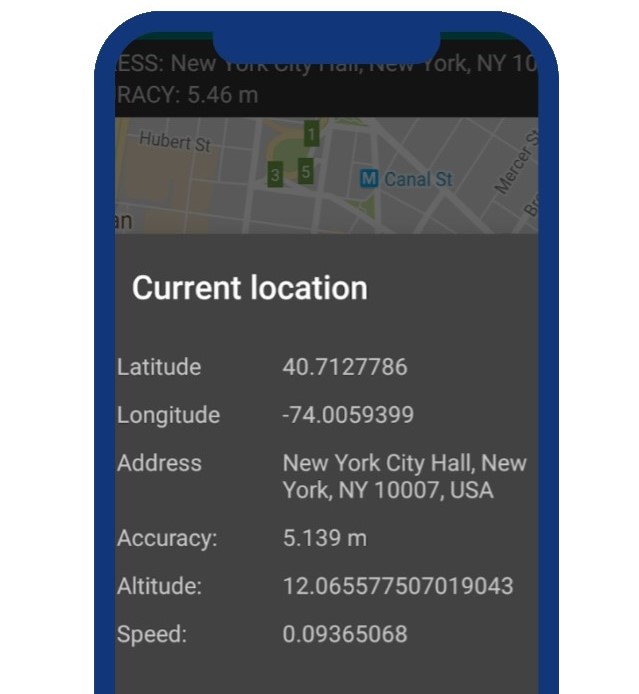 ESS: New York City Hall, New York, NY 10
RACY: 5.46 m
1
Hubert St
3
5
M Canal St
Mercer St
an
Current location
Latitude 40.7127786
Longitude -74.0059399
Address New York City Hall, New
York, NY 10007, USA
Accuracy: 5.139 m
Altitude: 12.065577507019043
Speed: 0.09365068